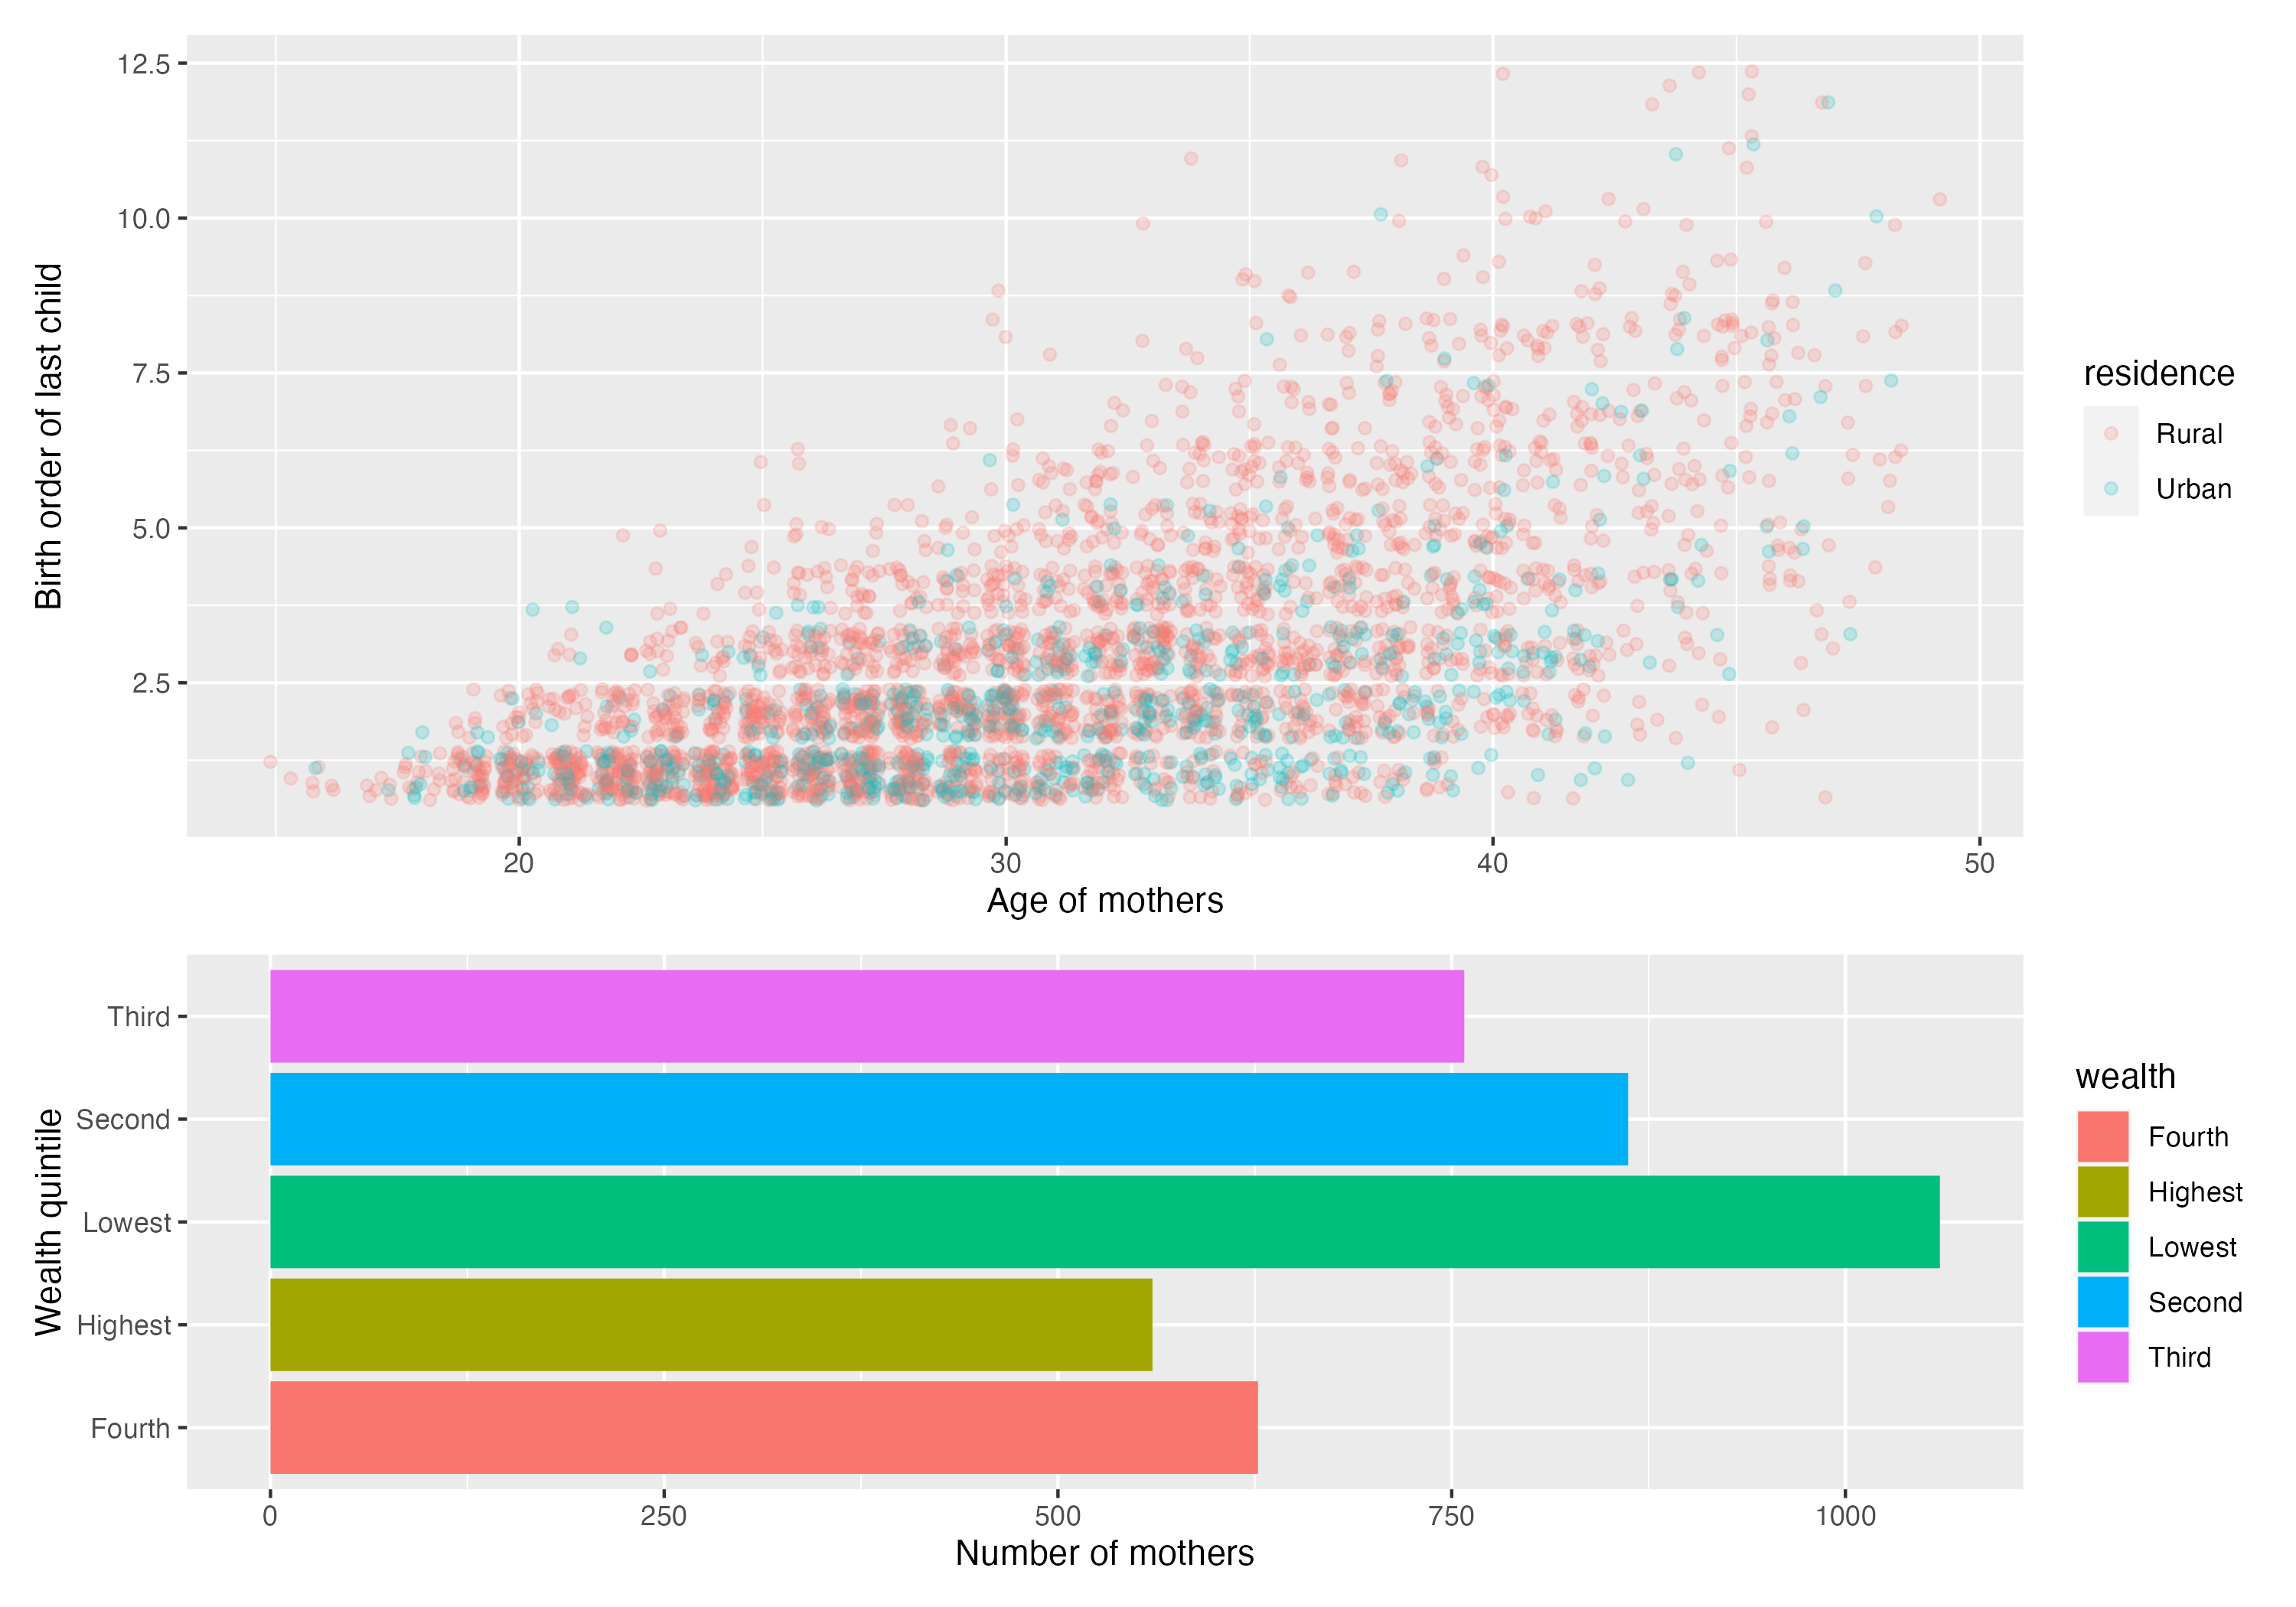 12.5
10.0
7.5
5.0
2.5
Birth order of last child
20 30 40 50
Age of mothers
residence
Rural
Urban
Third
Second
Lowest
Highest
Fourth
Wealth quintile
0 250 500 750 1000
Number of mothers
wealth
Fourth
Highest
Lowest
Second
Third